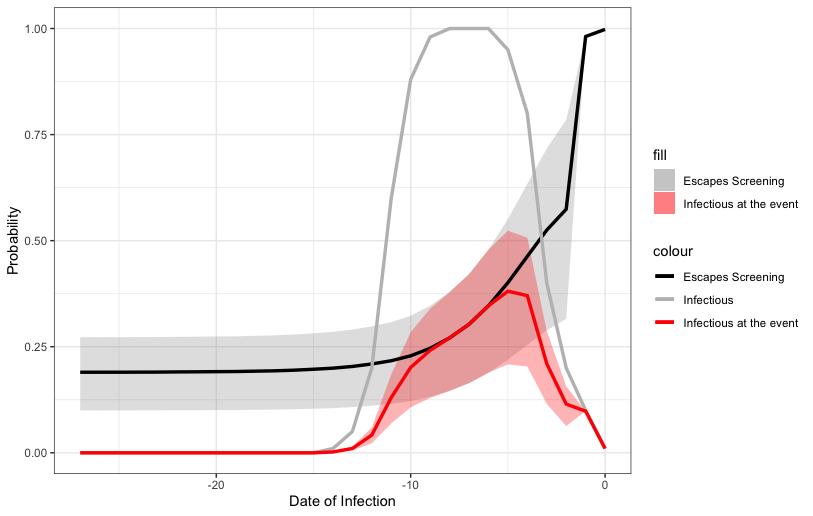 1.00
0.75
0.50
0.25
0.00
Probability
-20
-10
0
Date of Infection
fill
Escapes Screening
Infectious at the event
colour
Escapes Screening
Infectious
Infectious at the event